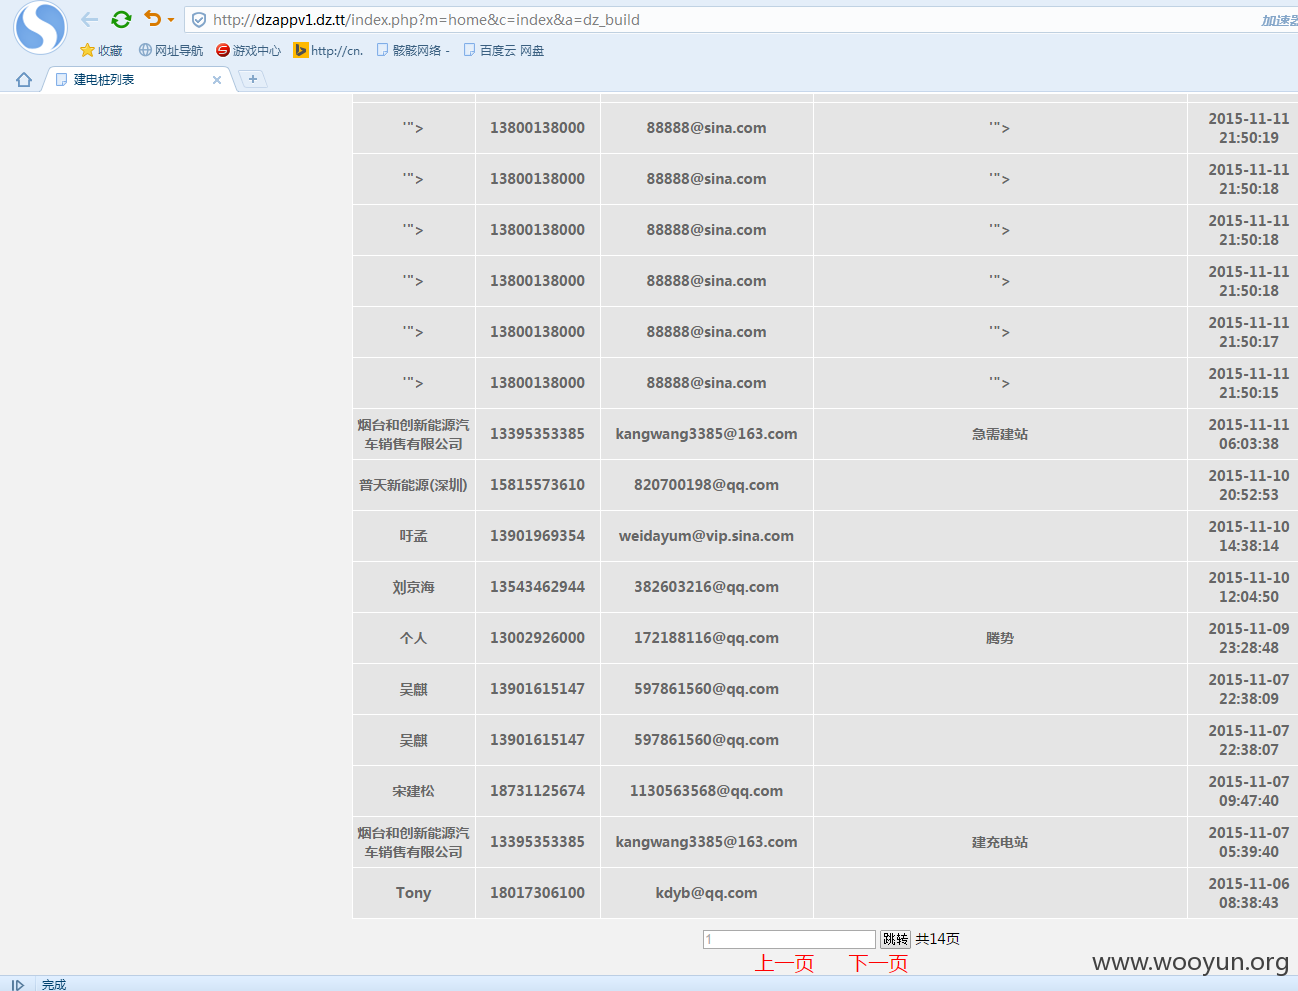 http://dzappv1.dz.tt/index.php?m=home&c=index&a=dz_build
收藏 网址导航 游戏中心 http://cn. 骸骸网络 - 百度云 网盘
建电桩列表
'"> 13800138000 88888@sina.com '"> 2015-11-11 21:50:19
'"> 13800138000 88888@sina.com '"> 2015-11-11 21:50:18
'"> 13800138000 88888@sina.com '"> 2015-11-11 21:50:18
'"> 13800138000 88888@sina.com '"> 2015-11-11 21:50:18
'"> 13800138000 88888@sina.com '"> 2015-11-11 21:50:17
'"> 13800138000 88888@sina.com '"> 2015-11-11 21:50:15
烟台和创新能源汽车销售有限公司 13395353385 kangwang3385@163.com 急需建站 2015-11-11 06:03:38
普天新能源(深圳) 15815573610 820700198@qq.com 2015-11-10 20:52:53
吁孟 13901969354 weidayum@vip.sina.com 2015-11-10 14:38:14
刘京海 13543462944 382603216@qq.com 2015-11-10 12:04:50
个人 13002926000 172188116@qq.com 腾势 2015-11-09 23:28:48
吴麒 13901615147 597861560@qq.com 2015-11-07 22:38:09
吴麒 13901615147 597861560@qq.com 2015-11-07 22:38:07
宋建松 18731125674 1130563568@qq.com 2015-11-07 09:47:40
烟台和创新能源汽车销售有限公司 13395353385 kangwang3385@163.com 建充电站 2015-11-07 05:39:40
Tony 18017306100 kdyb@qq.com 2015-11-06 08:38:43
1 跳转 共14页
上一页 下一页
www.wooyun.org
完成